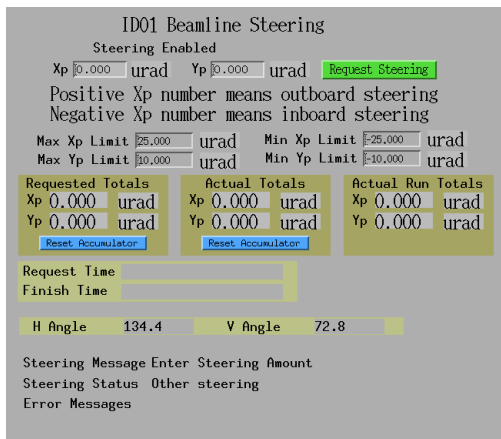 ID01 Beamline Steering
Steering Enabled
Xp 0.000 urad Yp 0.000 urad Request Steering
Positive Xp number means outboard steering
Negative Xp number means inboard steering
Max Xp Limit 25.000 urad Min Xp Limit -25.000 urad
Max Yp Limit 10.000 urad Min Yp Limit -10.000 urad
Requested Totals Actual Totals Actual Run Totals
Xp 0.000 urad Xp 0.000 urad Xp 0.000 urad
Yp 0.000 urad Yp 0.000 urad Yp 0.000 urad
Reset Accumulator Reset Accumulator
Request Time
Finish Time
H Angle 134.4 V Angle 72.8
Steering Message Enter Steering Amount
Steering Status Other steering
Error Messages